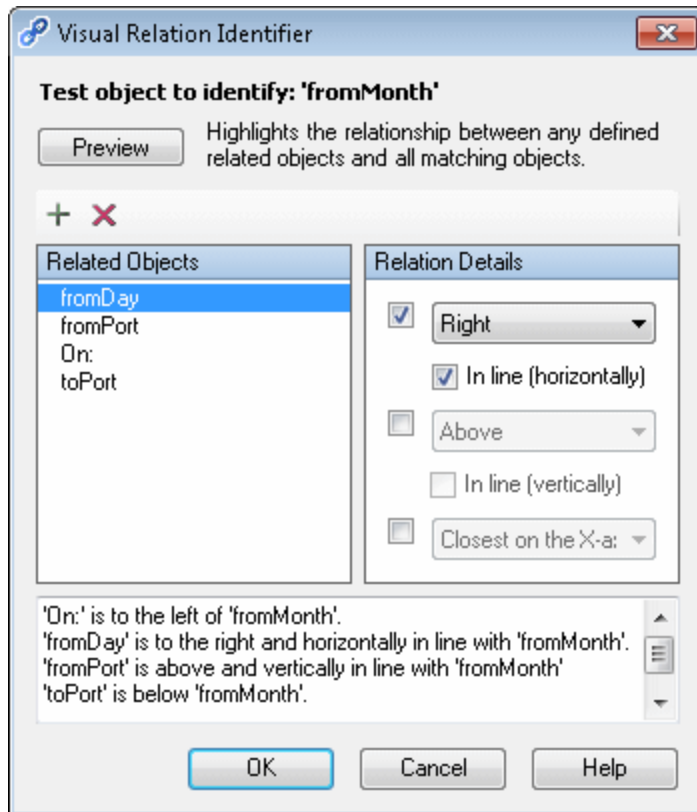 Visual Relation Identifier
Test object to identify: 'fromMonth'
Preview
Highlights the relationship between any defined
related objects and all matching objects.
Related Objects
fromDay
fromPort
On:
toPort
Relation Details
Right
In line (horizontally)
Above
In line (vertically)
Closest on the X-a:
'On:' is to the left of 'fromMonth'.
'fromDay' is to the right and horizontally in line with 'fromMonth'.
'fromPort' is above and vertically in line with 'fromMonth'
'toPort' is below 'fromMonth'.
OK
Cancel
Help